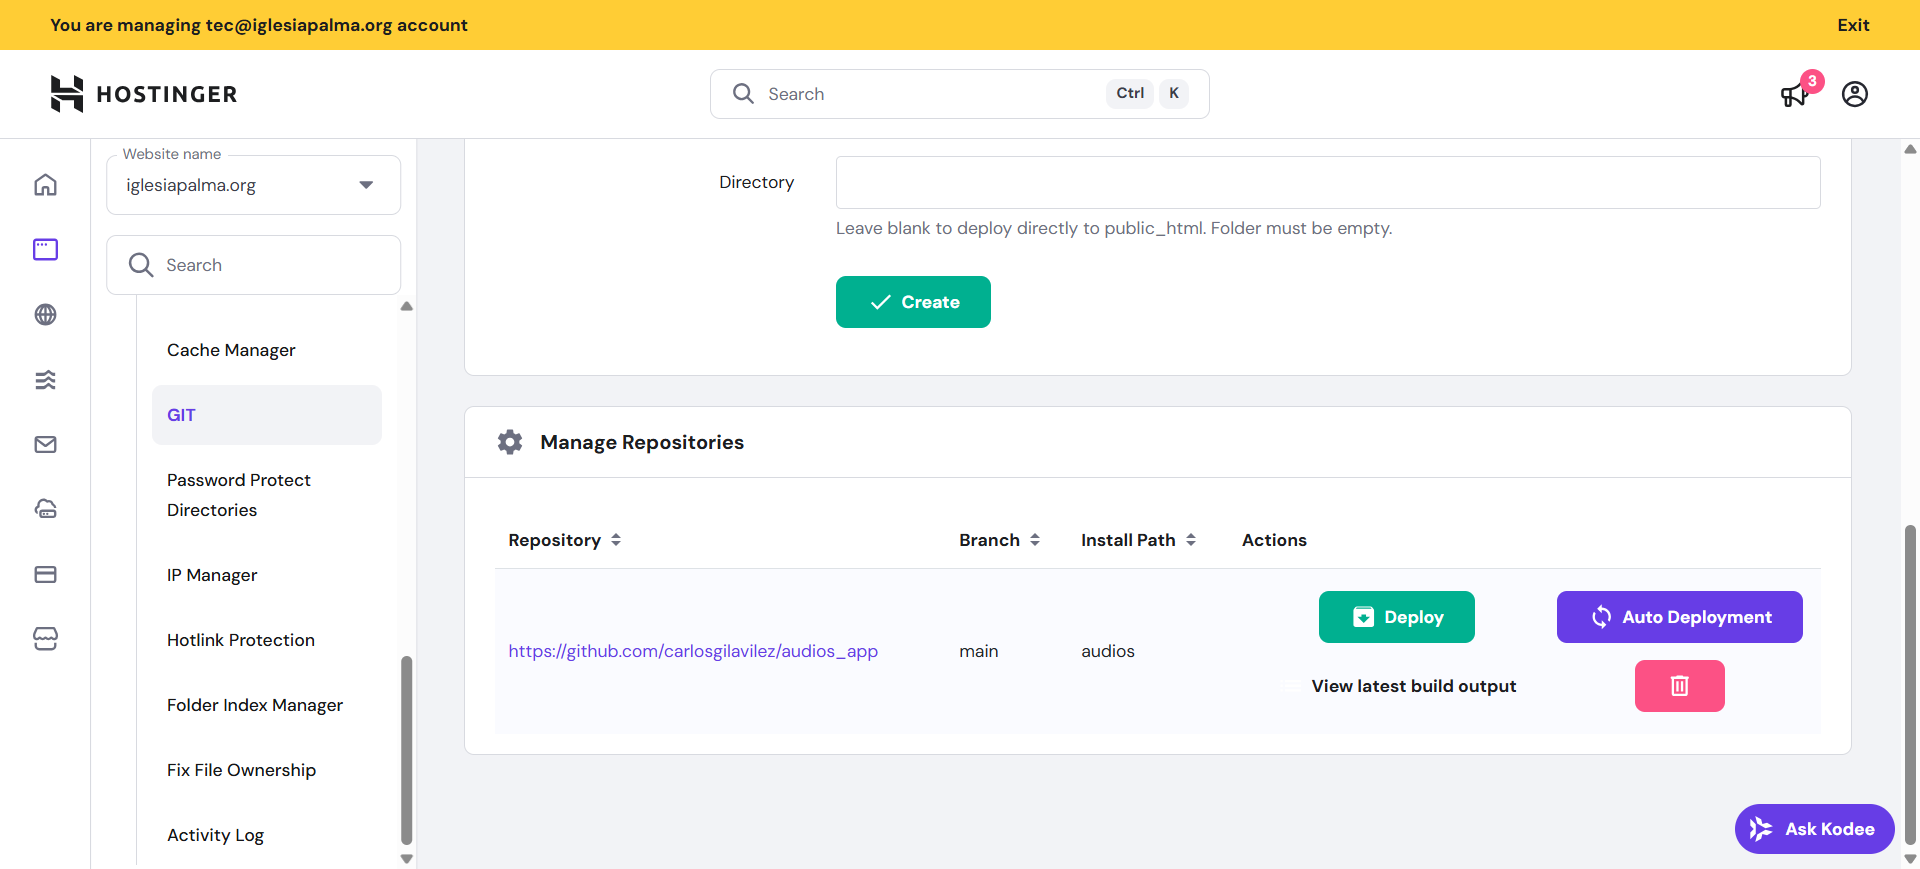 You are managing tec@iglesiapalma.org account
Exit
HOSTINGER
Search
Ctrl
K
3
Website name
iglesiapalma.org
Search
Cache Manager
GIT
Password Protect
Directories
IP Manager
Hotlink Protection
Folder Index Manager
Fix File Ownership
Activity Log
Directory
Leave blank to deploy directly to public_html. Folder must be empty.
Create
Manage Repositories
Repository
Branch
Install Path
Actions
https://github.com/carlosgilavilez/audios_app
main
audios
Deploy
Auto Deployment
View latest build output
Ask Kodee